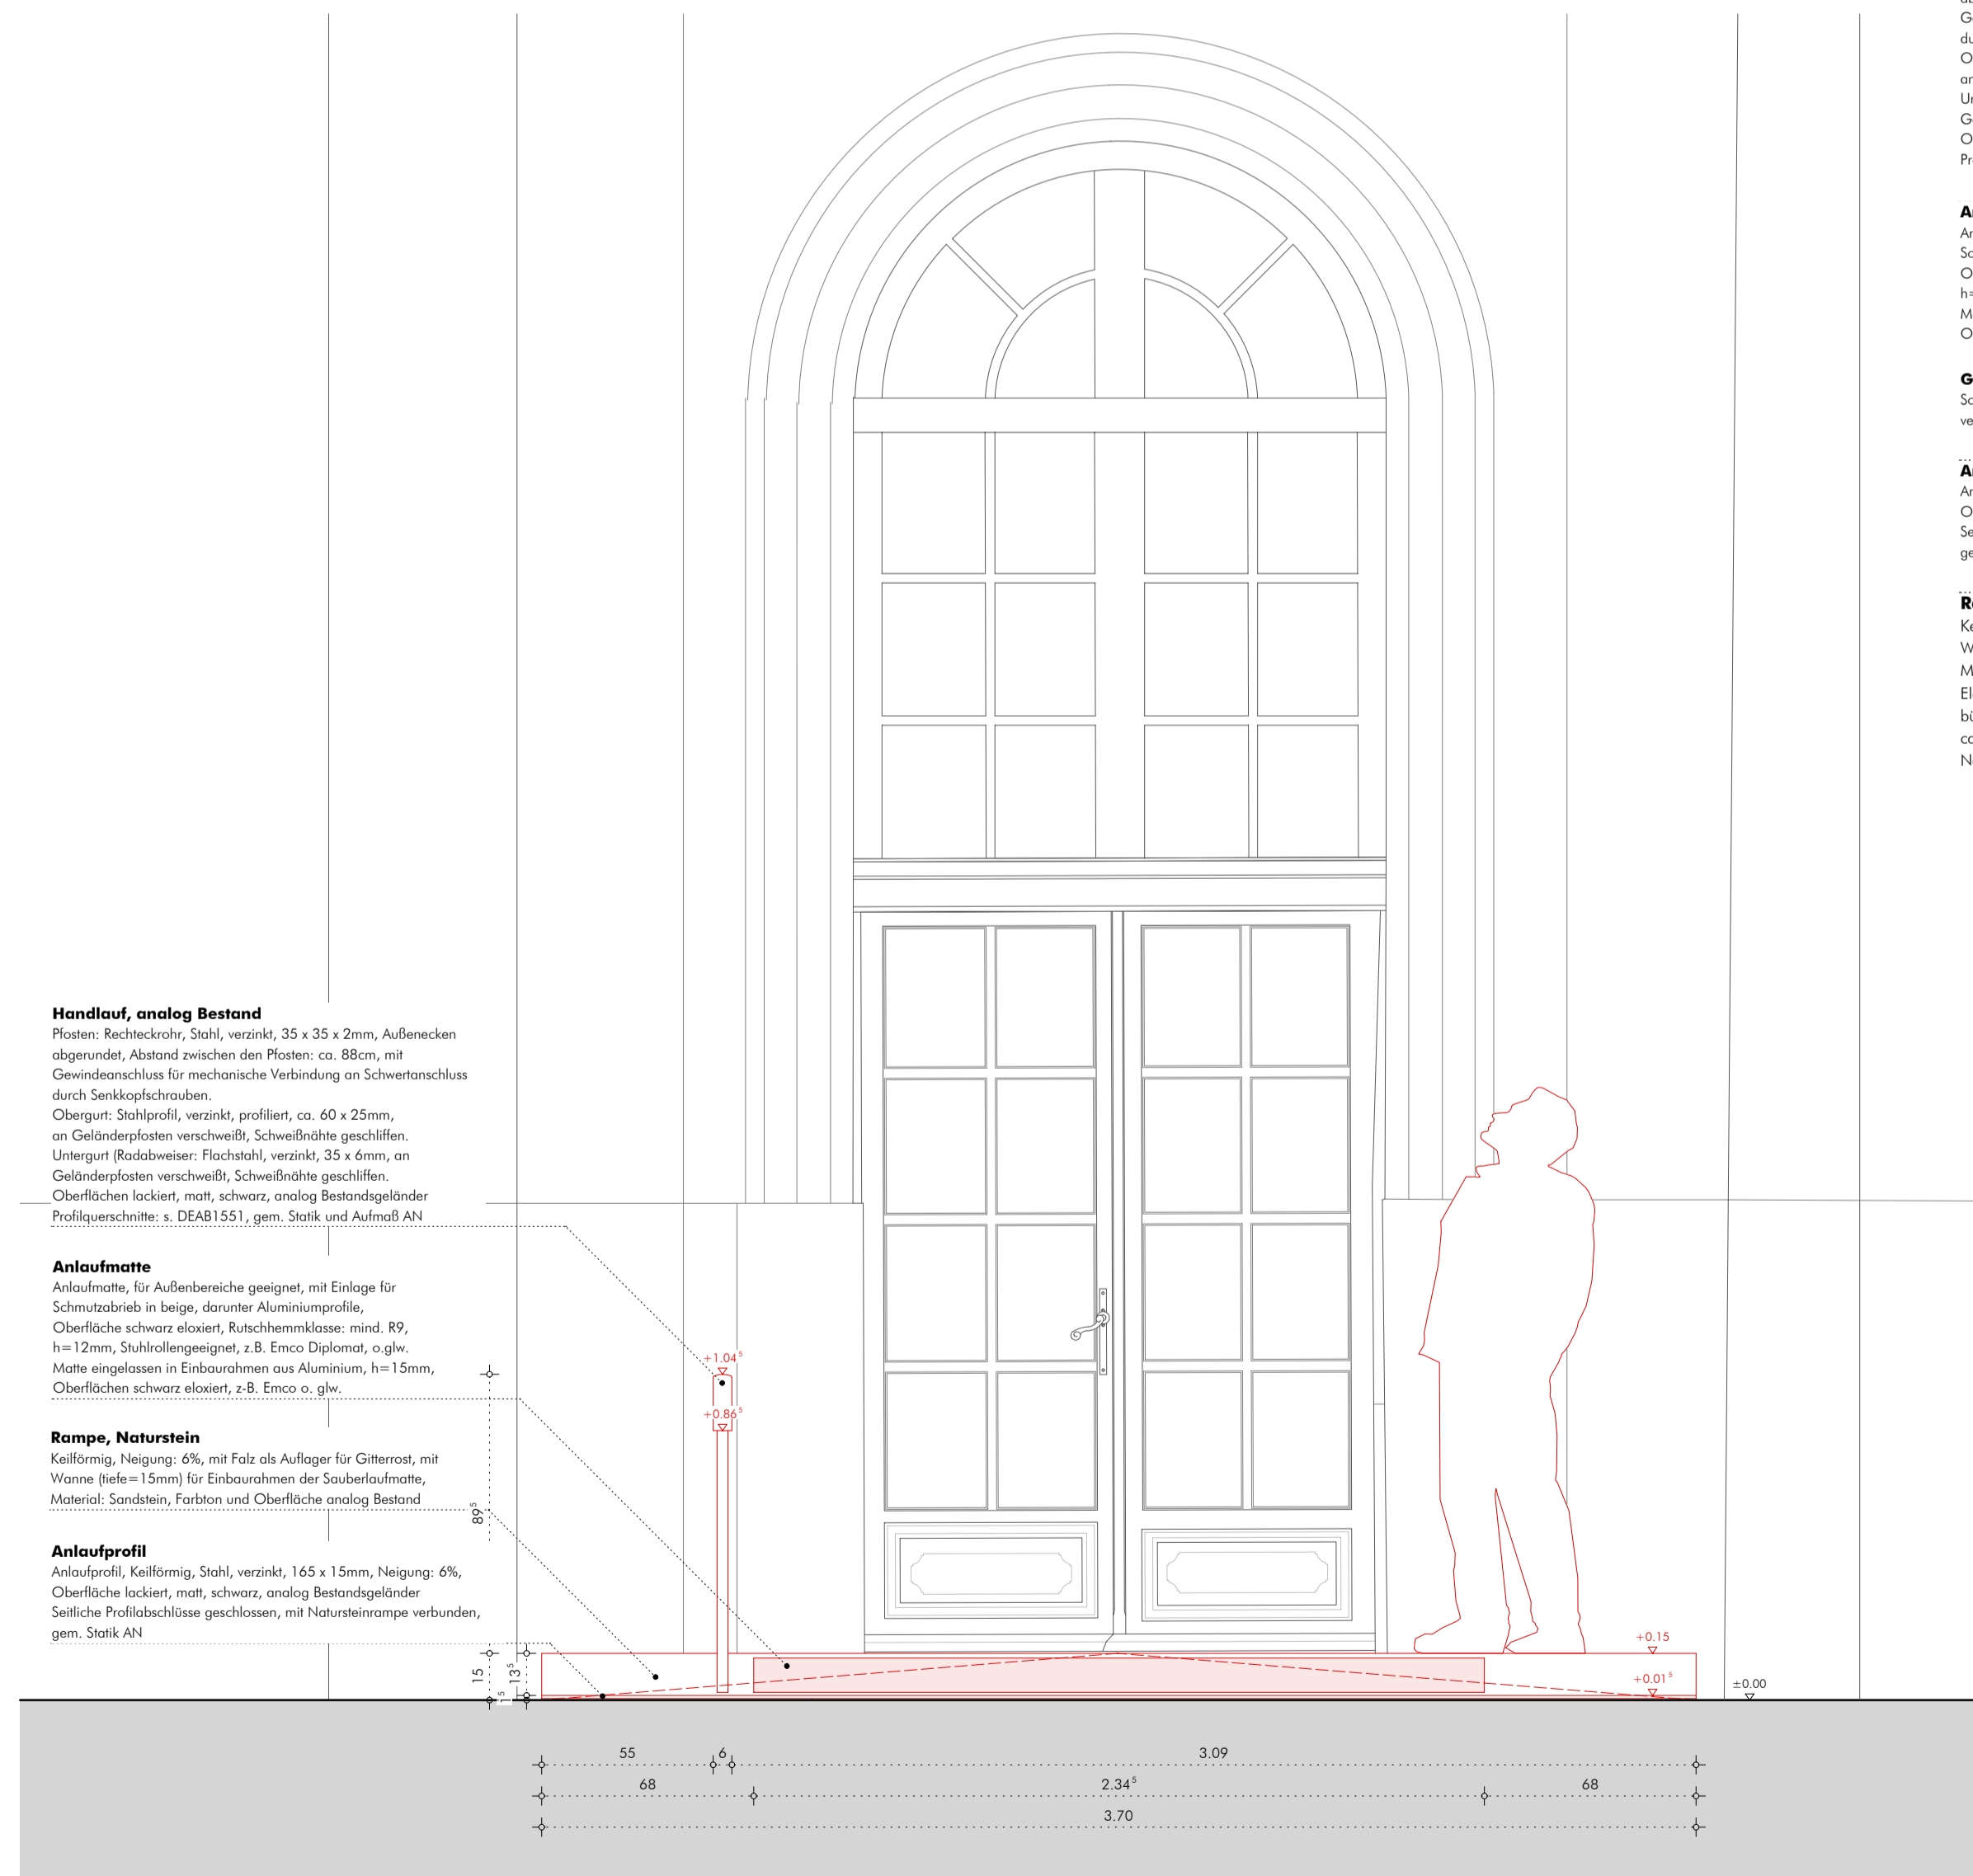 Handlauf, analog Bestand
Pfosten: Rechteckrohr, Stahl, verzinkt, 35 x 35 x 2mm, Außenecken
abgerundet, Abstand zwischen den Pfosten: ca. 88cm, mit
Gewindeanschluss für mechanische Verbindung an Schwertanschluss
durch Senkkopfschrauben.
Obergurt: Stahlprofil, verzinkt, profiliert, ca. 60 x 25mm,
an Geländerpfosten verschweißt, Schweißnähte geschliffen.
Untergurt (Radabweiser: Flachstahl, verzinkt, 35 x 6mm, an
Geländerpfosten verschweißt, Schweißnähte geschliffen.
Oberflächen lackiert, matt, schwarz, analog Bestandsgeländer
Profilquerschnitte: s. DEAB1551, gem. Statik und Aufmaß AN
Anlaufmatte
Anlaufmatte, für Außenbereiche geeignet, mit Einlage für
Schmutzabrieb in beige, darunter Aluminiumprofile,
Oberfläche schwarz eloxiert, Rutschhemmklasse: mind. R9,
h=12mm, Stuhlrollengeeignet, z.B. Emco Diplomat, o.glw.
Matte eingelassen in Einbaurahmen aus Aluminium, h=15mm,
Oberflächen schwarz eloxiert, z-B. Emco o. glw.
Rampe, Naturstein
Keilförmig, Neigung: 6%, mit Falz als Auflager für Gitterrost, mit
Wanne (tiefe=15mm) für Einbaurahmen der Sauberlaufmatte,
Material: Sandstein, Farbton und Oberfläche analog Bestand
Anlaufprofil
Anlaufprofil, Keilförmig, Stahl, verzinkt, 165 x 15mm, Neigung: 6%,
Oberfläche lackiert, matt, schwarz, analog Bestandsgeländer
Seitliche Profilabschlüsse geschlossen, mit Natursteinrampe verbunden,
gem. Statik AN
+1.04⁵
+0.86⁵
89⁵
15
13⁵
1⁵
+0.15
+0.01⁵
±0.00
55 6 3.09
68 2.34⁵ 68
3.70